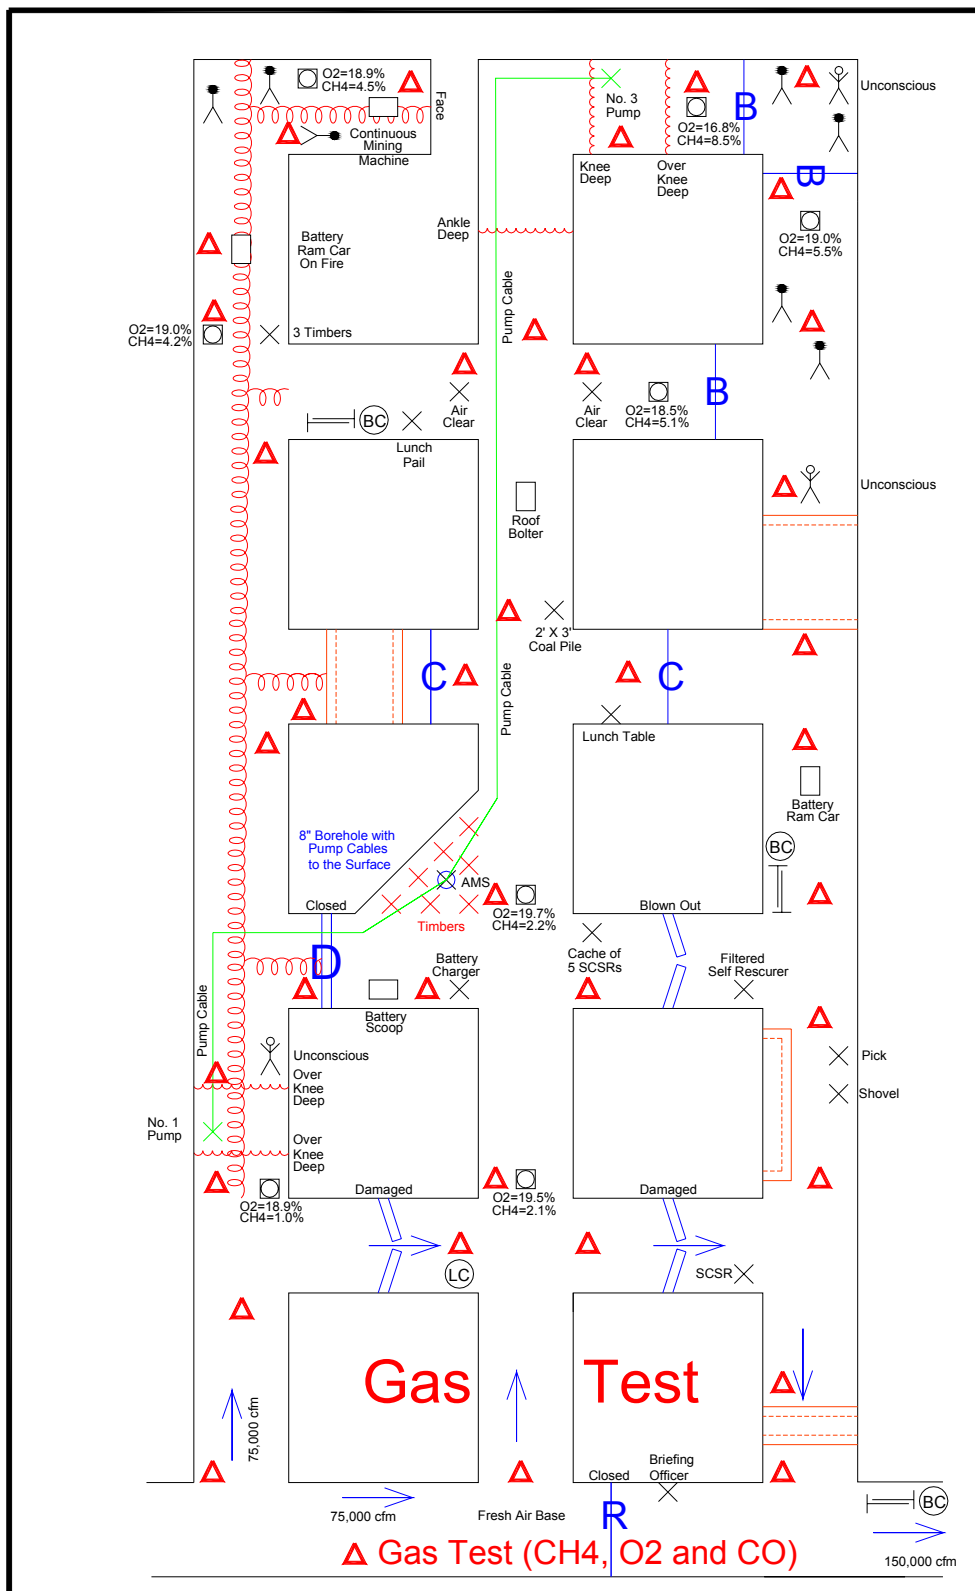 O2=18.9%
CH4=4.5%
Face
Continuous
Mining
Machine
No. 3
Pump
O2=16.8%
CH4=8.5%
B
Unconscious
Knee
Deep
Over
Knee
Deep
B
Ankle
Deep
Battery
Ram Car
On Fire
O2=19.0%
CH4=5.5%
Pump Cable
O2=19.0%
CH4=4.2%
3 Timbers
Air
Clear
Air
Clear
O2=18.5%
CH4=5.1%
B
BC
Lunch
Pail
Unconscious
Roof
Bolter
2' X 3'
Coal Pile
C
C
Pump Cable
Lunch Table
Battery
Ram Car
8" Borehole with
Pump Cables
to the Surface
BC
AMS
Closed
Timbers
O2=19.7%
CH4=2.2%
Blown Out
D
Battery
Charger
Cache of
5 SCSRs
Filtered
Self Rescurer
Pump Cable
Battery
Scoop
Unconscious
Over
Knee
Deep
Pick
Shovel
No. 1
Pump
Over
Knee
Deep
O2=18.9%
CH4=1.0%
Damaged
O2=19.5%
CH4=2.1%
Damaged
LC
SCSR
Gas Test
75,000 cfm
Closed
Briefing
Officer
75,000 cfm
Fresh Air Base
R
BC
150,000 cfm
Gas Test (CH4, O2 and CO)